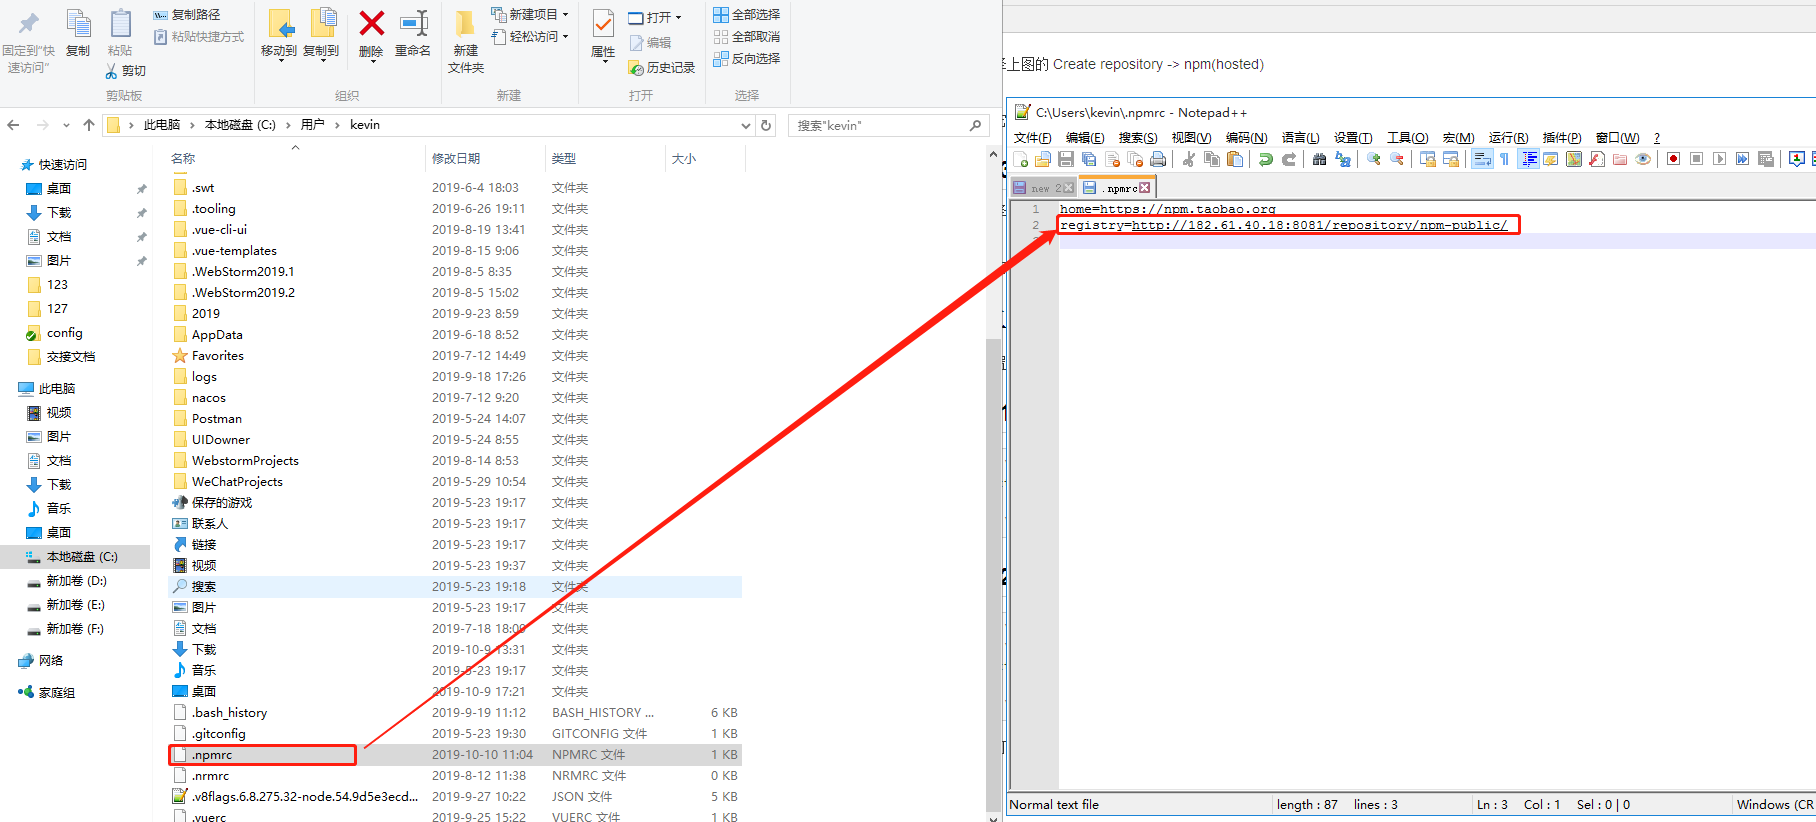 固定到"快
速访问"
复制
粘贴
复制路径
粘贴快捷方式
剪切
剪贴板
移动到
复制到
删除
重命名
组织
新建
文件夹
新建项目
轻松访问
新建
属性
打开
编辑
历史记录
打开
全部选择
全部取消
反向选择
选择
此电脑 › 本地磁盘 (C:) › 用户 › kevin
搜索"kevin"
快速访问
桌面
下载
文档
图片
123
127
config
交接文档
此电脑
视频
图片
文档
下载
音乐
桌面
本地磁盘 (C:)
新加卷 (D:)
新加卷 (E:)
新加卷 (F:)
网络
家庭组
名称 修改日期 类型 大小
.swt 2019-6-4 18:03 文件夹
.tooling 2019-6-26 19:11 文件夹
.vue-cli-ui 2019-8-19 13:41 文件夹
.vue-templates 2019-8-15 9:06 文件夹
.WebStorm2019.1 2019-8-5 8:35 文件夹
.WebStorm2019.2 2019-8-5 15:02 文件夹
2019 2019-9-23 8:59 文件夹
AppData 2019-6-18 8:52 文件夹
Favorites 2019-7-12 14:49 文件夹
logs 2019-9-18 17:26 文件夹
nacos 2019-7-12 9:20 文件夹
Postman 2019-5-24 14:07 文件夹
UIDowner 2019-5-24 8:55 文件夹
WebstormProjects 2019-8-14 8:53 文件夹
WeChatProjects 2019-5-29 10:54 文件夹
保存的游戏 2019-5-23 19:17 文件夹
联系人 2019-5-23 19:17 文件夹
链接 2019-5-23 19:17 文件夹
视频 2019-5-23 19:37 文件夹
搜索 2019-5-23 19:18 文件夹
图片 2019-5-23 19:17 文件夹
文档 2019-7-18 18:09 文件夹
下载 2019-10-9 13:31 文件夹
音乐 2019-5-23 19:17 文件夹
桌面 2019-10-9 17:21 文件夹
.bash_history 2019-9-19 11:12 BASH_HISTORY ... 6 KB
.gitconfig 2019-5-23 19:30 GITCONFIG 文件 1 KB
.npmrc 2019-10-10 11:04 NPMRC 文件 1 KB
.nrmrc 2019-8-12 11:38 NRMRC 文件 0 KB
.v8flags.6.8.275.32-node.54.9d5e3ecd... 2019-9-27 10:22 JSON 文件 5 KB
.vuerc 2019-9-25 15:22 VUERC 文件 1 KB
上图的 Create repository -> npm(hosted)
C:\Users\kevin\.npmrc - Notepad++
文件(F) 编辑(E) 搜索(S) 视图(V) 编码(N) 语言(L) 设置(T) 工具(O) 宏(M) 运行(R) 插件(P) 窗口(W) ?
new 2 .npmrc
1 home=https://npm.taobao.org
2 registry=http://182.61.40.18:8081/repository/npm-public/
Normal text file length : 87 lines : 3 Ln : 3 Col : 1 Sel : 0 | 0 Windows (CR